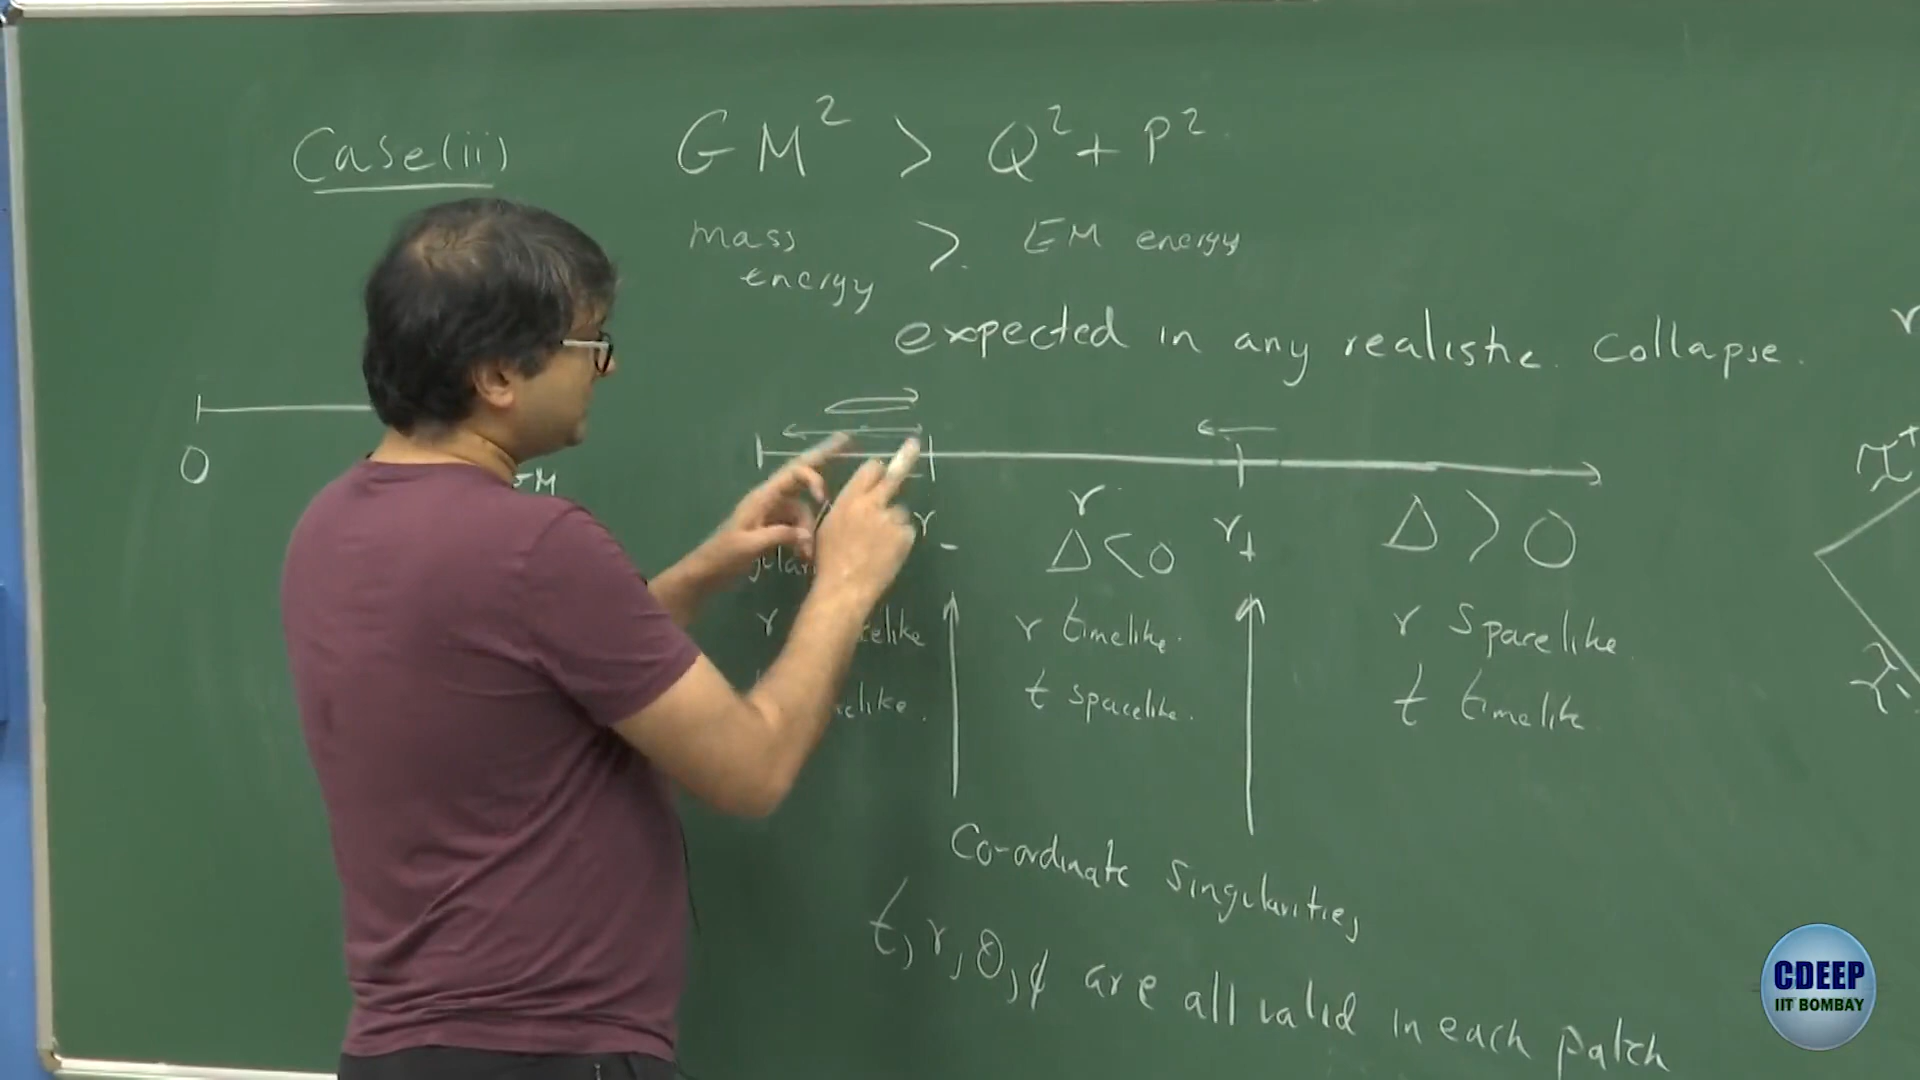 Case(ii) GM² > Q² + P²
mass energy > EM energy
expected in any realistic collapse.
0
r₋ r r₊
Δ < 0 Δ > 0
r r timelike. r spacelike
t spacelike. t timelike
Co-ordinate Singularities
t, r, θ, ϕ are all valid in each patch
CDEEP
IIT BOMBAY